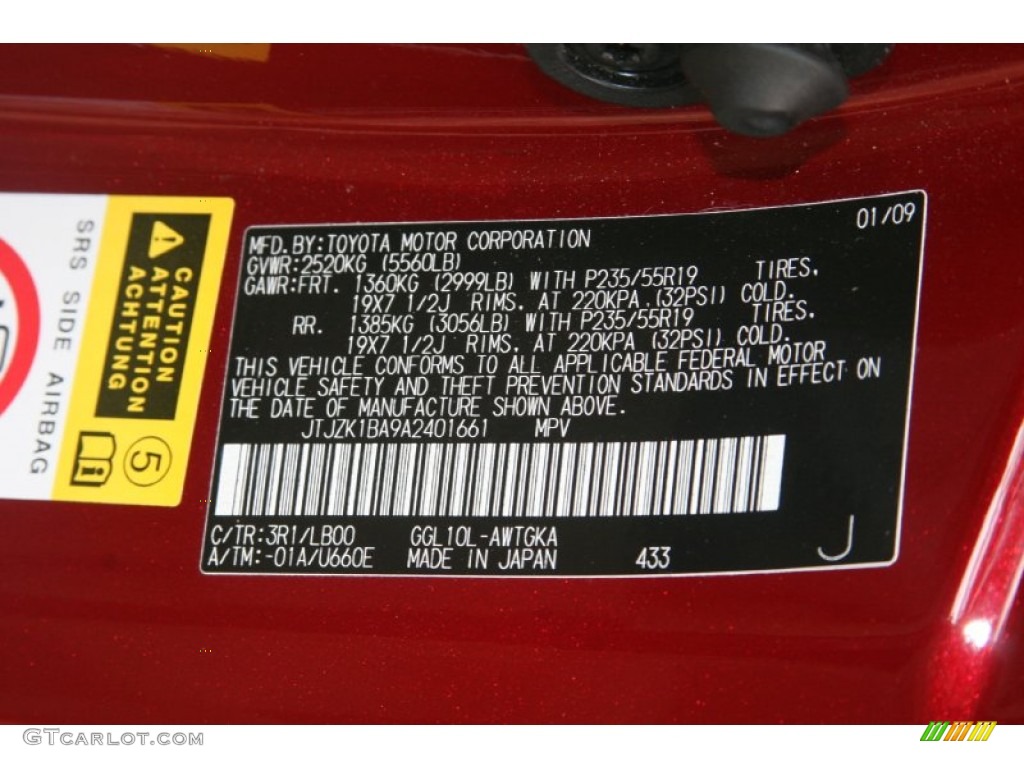 01/09
MFD.BY:TOYOTA MOTOR CORPORATION
GVWR:2520KG (5560LB)
GAWR:FRT. 1360KG (2999LB) WITH P235/55R19 TIRES,
19X7 1/2J RIMS, AT 220KPA (32PSI) COLD.
RR. 1385KG (3056LB) WITH P235/55R19 TIRES,
19X7 1/2J RIMS, AT 220KPA (32PSI) COLD.
THIS VEHICLE CONFORMS TO ALL APPLICABLE FEDERAL MOTOR
VEHICLE SAFETY AND THEFT PREVENTION STANDARDS IN EFFECT ON
THE DATE OF MANUFACTURE SHOWN ABOVE.
JTJZK1BA9A2401661 MPV
C/TR:3R1/LB00 GGL10L-AWTGKA
A/TM:-01A/U660E MADE IN JAPAN 433 J
CAUTION
ATTENTION
ACHTUNG
5
SRS SIDE AIRBAG
GTCarlot.com